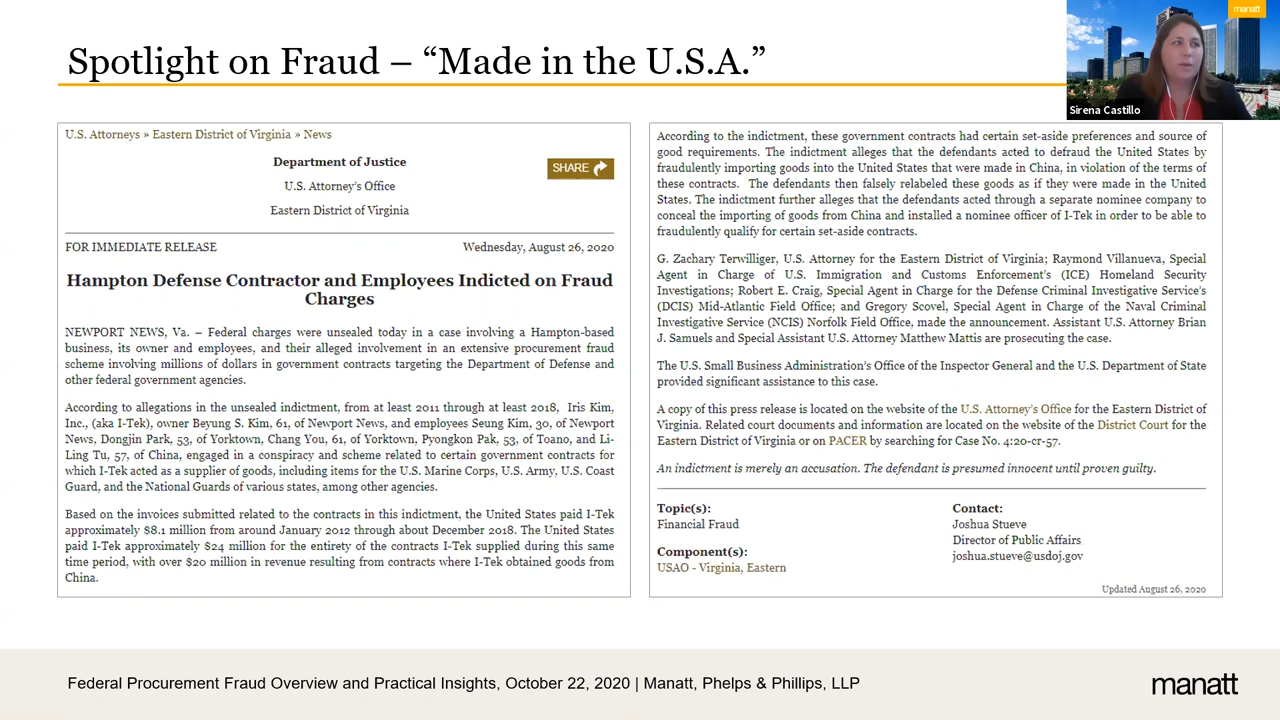 Spotlight on Fraud – “Made in the U.S.A.”
manatt
Sirena Castillo
U.S. Attorneys » Eastern District of Virginia » News
Department of Justice
SHARE
U.S. Attorney’s Office
Eastern District of Virginia
FOR IMMEDIATE RELEASE
Wednesday, August 26, 2020
Hampton Defense Contractor and Employees Indicted on Fraud
Charges
NEWPORT NEWS, Va. – Federal charges were unsealed today in a case involving a Hampton-based
business, its owner and employees, and their alleged involvement in an extensive procurement fraud
scheme involving millions of dollars in government contracts targeting the Department of Defense and
other federal government agencies.
According to allegations in the unsealed indictment, from at least 2011 through at least 2018, Iris Kim,
Inc., (aka I-Tek), owner Beyung S. Kim, 61, of Newport News, and employees Seung Kim, 30, of Newport
News, Dongjin Park, 53, of Yorktown, Chang You, 61, of Yorktown, Pyongkon Pak, 53, of Toano, and Li-
Ling Tu, 57, of China, engaged in a conspiracy and scheme related to certain government contracts for
which I-Tek acted as a supplier of goods, including items for the U.S. Marine Corps, U.S. Army, U.S. Coast
Guard, and the National Guards of various states, among other agencies.
Based on the invoices submitted related to the contracts in this indictment, the United States paid I-Tek
approximately $8.1 million from around January 2012 through about December 2018. The United States
paid I-Tek approximately $24 million for the entirety of the contracts I-Tek supplied during this same
time period, with over $20 million in revenue resulting from contracts where I-Tek obtained goods from
China.
According to the indictment, these government contracts had certain set-aside preferences and source of
good requirements. The indictment alleges that the defendants acted to defraud the United States by
fraudulently importing goods into the United States that were made in China, in violation of the terms of
these contracts. The defendants then falsely relabeled these goods as if they were made in the United
States. The indictment further alleges that the defendants acted through a separate nominee company to
conceal the importing of goods from China and installed a nominee officer of I-Tek in order to be able to
fraudulently qualify for certain set-aside contracts.
G. Zachary Terwilliger, U.S. Attorney for the Eastern District of Virginia; Raymond Villanueva, Special
Agent in Charge of U.S. Immigration and Customs Enforcement’s (ICE) Homeland Security
Investigations; Robert E. Craig, Special Agent in Charge for the Defense Criminal Investigative Service’s
(DCIS) Mid-Atlantic Field Office; and Gregory Scovel, Special Agent in Charge of the Naval Criminal
Investigative Service (NCIS) Norfolk Field Office, made the announcement. Assistant U.S. Attorney Brian
J. Samuels and Special Assistant U.S. Attorney Matthew Mattis are prosecuting the case.
The U.S. Small Business Administration’s Office of the Inspector General and the U.S. Department of State
provided significant assistance to this case.
A copy of this press release is located on the website of the U.S. Attorney’s Office for the Eastern District of
Virginia. Related court documents and information are located on the website of the District Court for the
Eastern District of Virginia or on PACER by searching for Case No. 4:20-cr-57.
An indictment is merely an accusation. The defendant is presumed innocent until proven guilty.
Topic(s):
Financial Fraud
Component(s):
USAO - Virginia, Eastern
Contact:
Joshua Stueve
Director of Public Affairs
joshua.stueve@usdoj.gov
Updated August 26, 2020
Federal Procurement Fraud Overview and Practical Insights, October 22, 2020 | Manatt, Phelps & Phillips, LLP
manatt